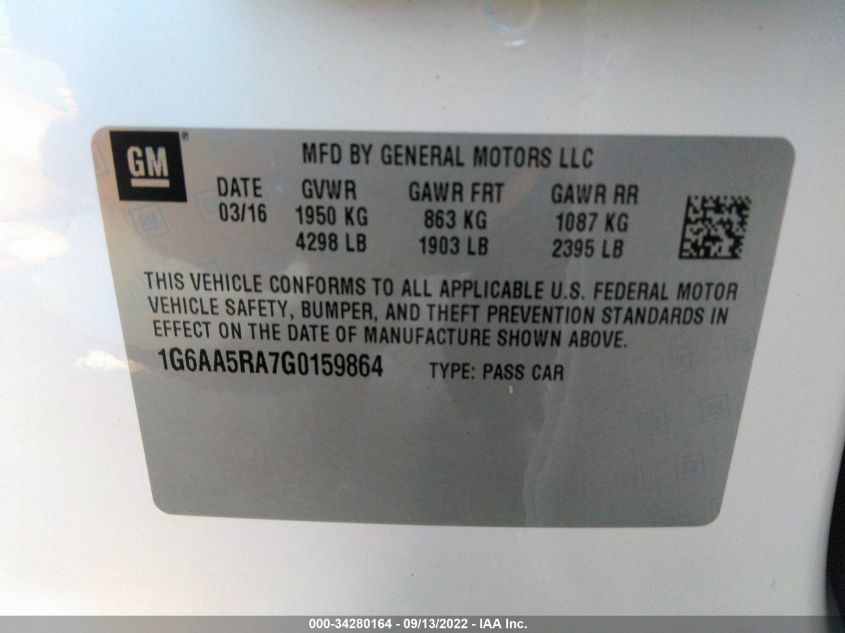 GM ®
MFD BY GENERAL MOTORS LLC
DATE GVWR GAWR FRT GAWR RR
03/16 1950 KG 863 KG 1087 KG
4298 LB 1903 LB 2395 LB
THIS VEHICLE CONFORMS TO ALL APPLICABLE U.S. FEDERAL MOTOR
VEHICLE SAFETY, BUMPER, AND THEFT PREVENTION STANDARDS IN
EFFECT ON THE DATE OF MANUFACTURE SHOWN ABOVE.
1G6AA5RA7G0159864 TYPE: PASS CAR
000-34280164 - 09/13/2022 - IAA Inc.